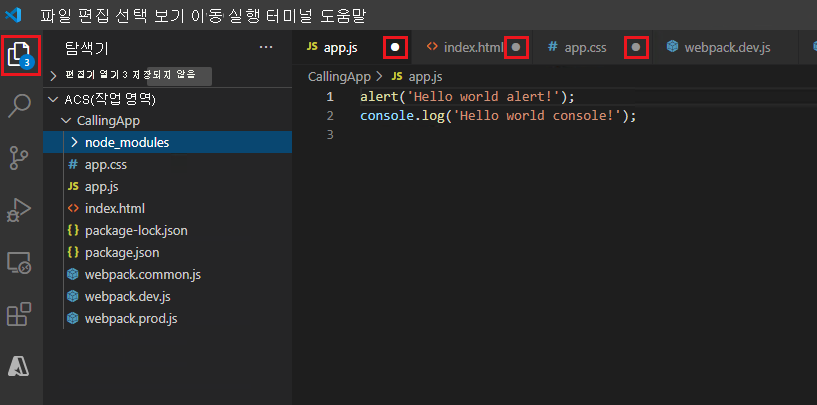 파일 편집 선택 보기 이동 실행 터미널 도움말
3
탐색기 ...
편집기 열기 3 저장되지 않음
ACS(작업 영역)
CallingApp
node_modules
app.css
JS app.js
<> index.html
{} package-lock.json
{} package.json
webpack.common.js
webpack.dev.js
webpack.prod.js
JS app.js <> index.html # app.css webpack.dev.js
CallingApp > JS app.js
1 alert('Hello world alert!');
2 console.log('Hello world console!');
3